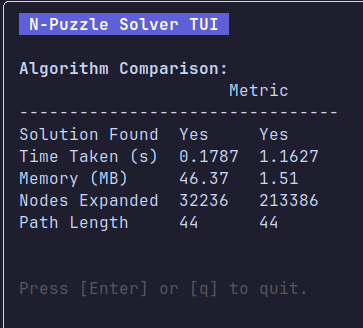 N-Puzzle Solver TUI
Algorithm Comparison:
Metric
--------------------------------
Solution Found Yes Yes
Time Taken (s) 0.1787 1.1627
Memory (MB) 46.37 1.51
Nodes Expanded 32236 213386
Path Length 44 44
Press [Enter] or [q] to quit.